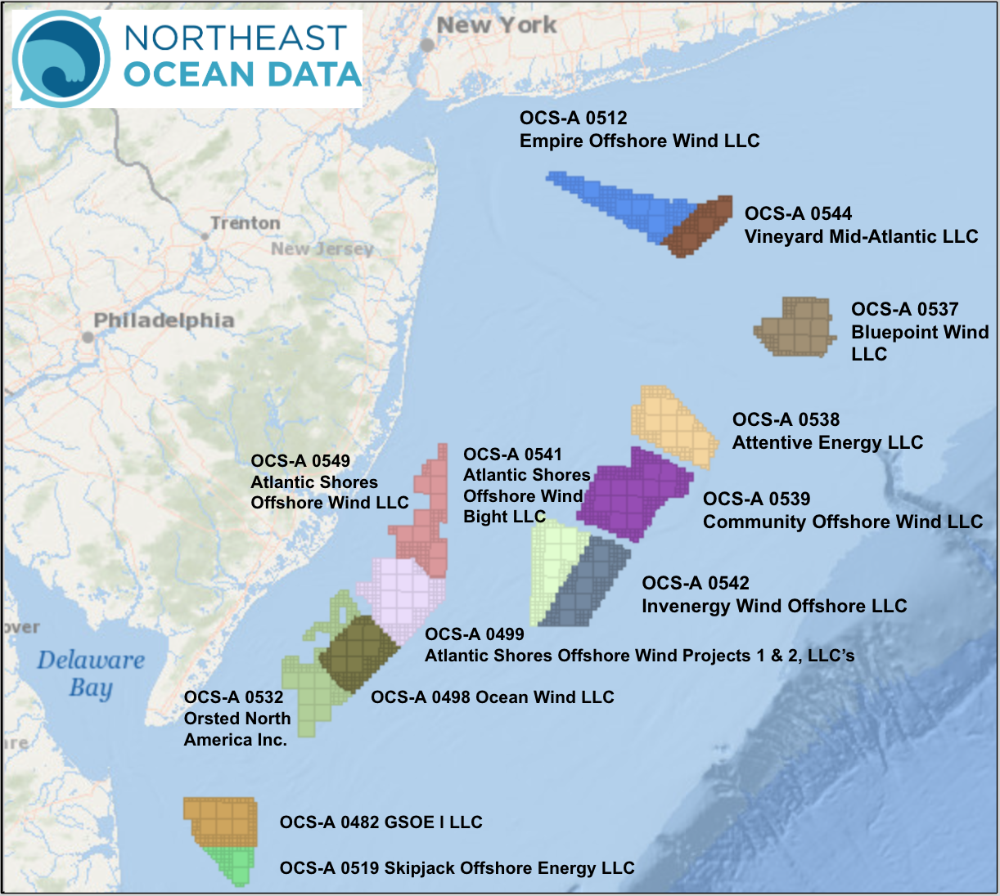 NORTHEAST
OCEAN DATA
New York
OCS-A 0512
Empire Offshore Wind LLC
OCS-A 0544
Vineyard Mid-Atlantic LLC
Trenton
New Jersey
Philadelphia
OCS-A 0537
Bluepoint Wind
LLC
OCS-A 0538
Attentive Energy LLC
OCS-A 0549
Atlantic Shores
Offshore Wind LLC
OCS-A 0541
Atlantic Shores
Offshore Wind
Bight LLC
OCS-A 0539
Community Offshore Wind LLC
OCS-A 0542
Invenergy Wind Offshore LLC
OCS-A 0499
Atlantic Shores Offshore Wind Projects 1 & 2, LLC's
over
Delaware
Bay
OCS-A 0532
Orsted North
America Inc.
OCS-A 0498 Ocean Wind LLC
are
OCS-A 0482 GSOE I LLC
OCS-A 0519 Skipjack Offshore Energy LLC